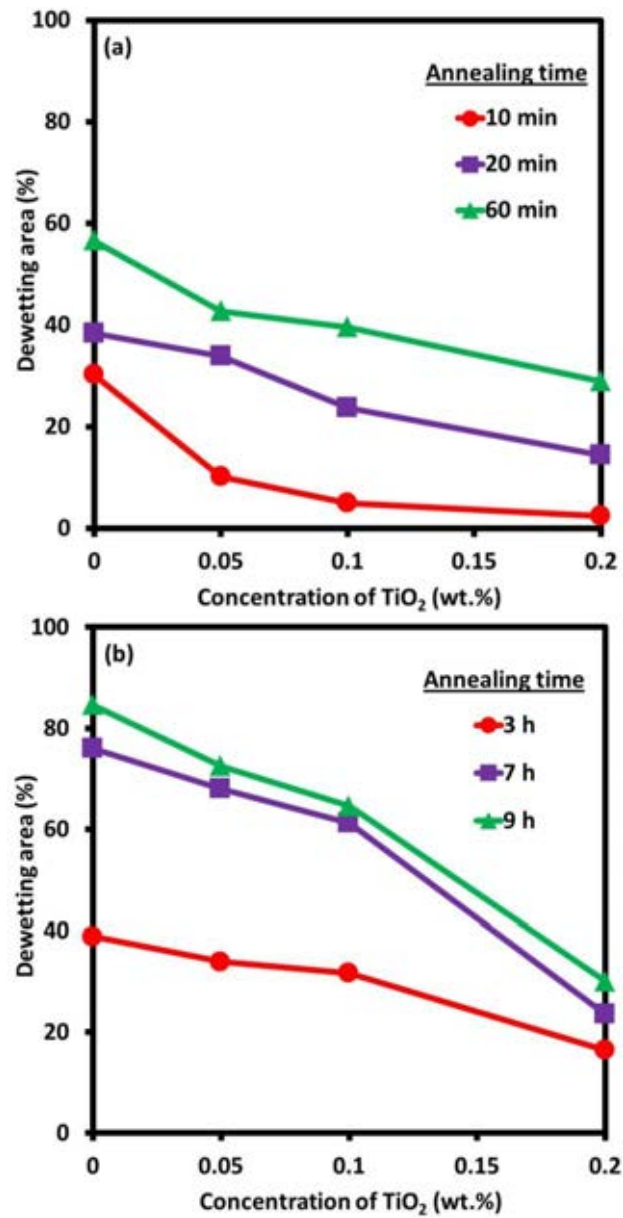 (a)
Annealing time
10 min
20 min
60 min
Dewetting area (%)
100
80
60
40
20
0
0 0.05 0.1 0.15 0.2
Concentration of TiO₂ (wt.%)
(b)
Annealing time
3 h
7 h
9 h
Dewetting area (%)
100
80
60
40
20
0
0 0.05 0.1 0.15 0.2
Concentration of TiO₂ (wt.%)